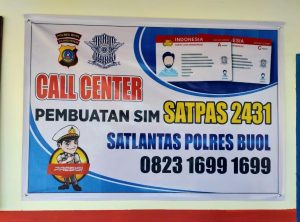 INDONESIA
CALL CENTER
PEMBUATAN SIM SATPAS 2431
SATLANTAS POLRES BUOL
0823 1699 1699